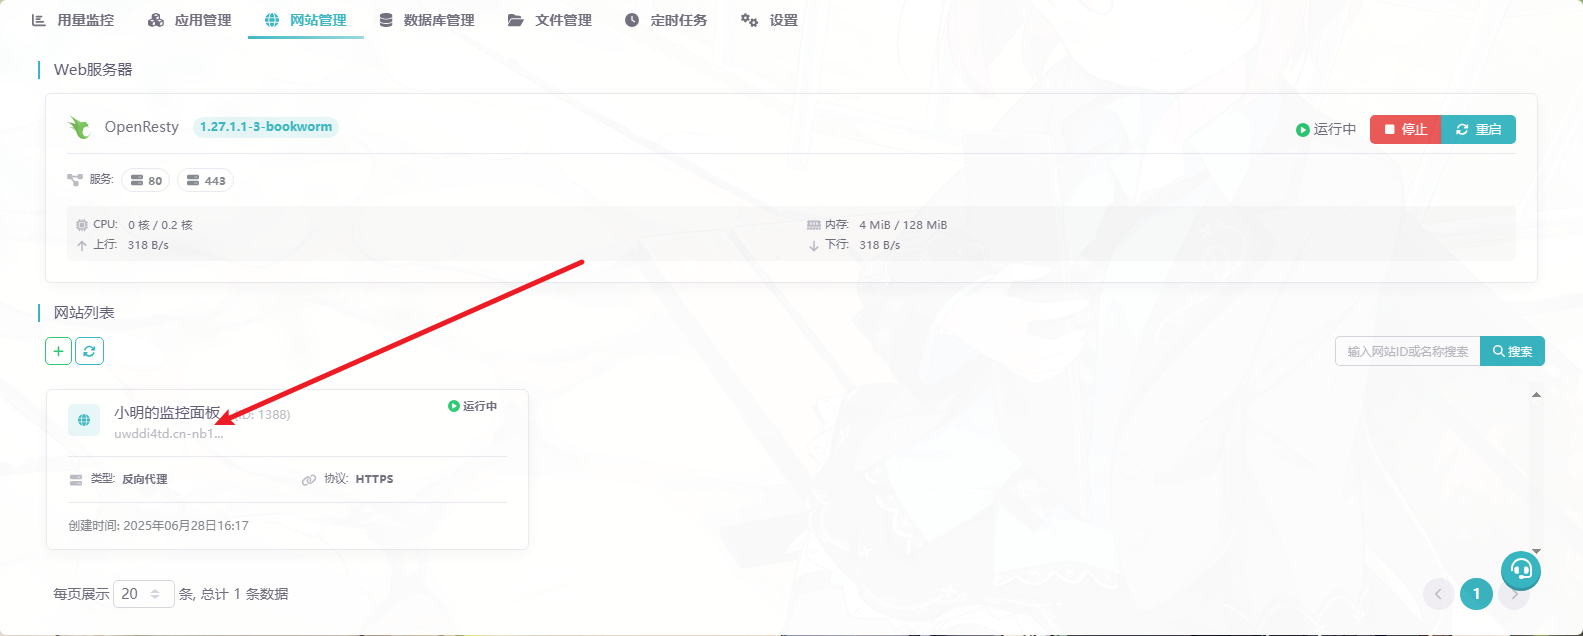 用量监控 应用管理 网站管理 数据库管理 文件管理 定时任务 设置
Web服务器
OpenResty 1.27.1.1-3-bookworm 运行中 停止 重启
服务: 80 443
CPU: 0 核 / 0.2 核 内存: 4 MiB / 128 MiB
上行: 318 B/s 下行: 318 B/s
网站列表
输入网站ID或名称搜索 搜索
小明的监控面板 ID: 1388) 运行中
uwddi4td.cn-nb1...
类型: 反向代理 协议: HTTPS
创建时间: 2025年06月28日16:17
每页展示 20 条, 总计 1 条数据 1